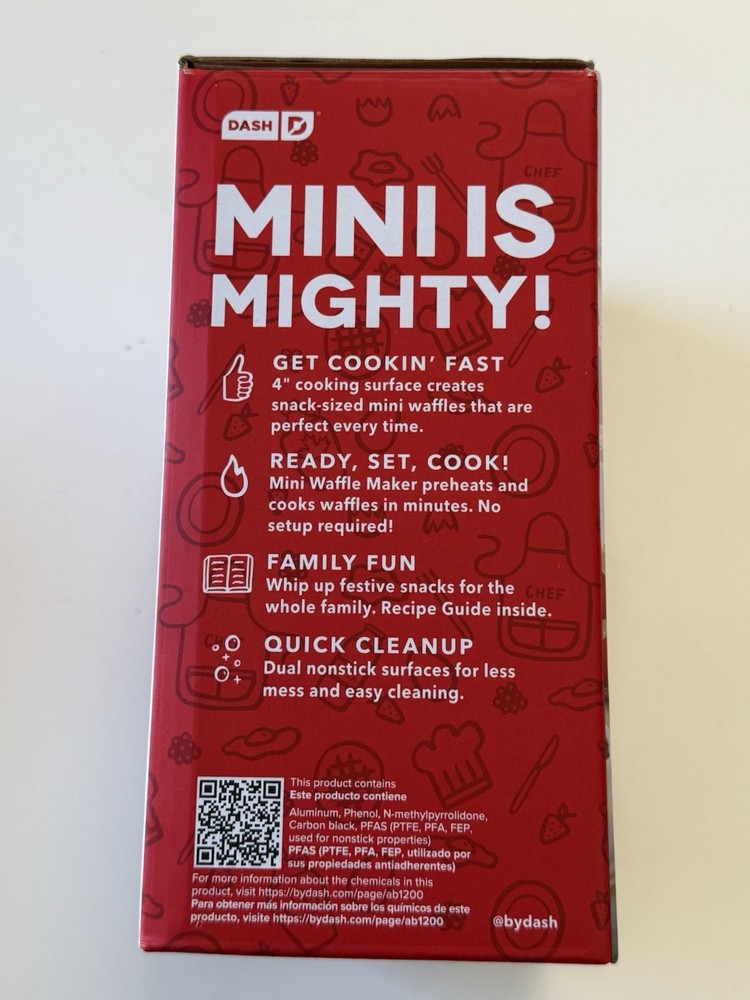 DASH D
CHEF
MINI IS
MIGHTY!
GET COOKIN' FAST
4" cooking surface creates
snack-sized mini waffles that are
perfect every time.
READY, SET, COOK!
Mini Waffle Maker preheats and
cooks waffles in minutes. No
setup required!
FAMILY FUN
Whip up festive snacks for the
whole family. Recipe Guide inside.
CHEF
CHEF
QUICK CLEANUP
Dual nonstick surfaces for less
mess and easy cleaning.
This product contains
Este producto contiene
Aluminum, Phenol, N-methylpyrrolidone,
Carbon black, PFAS (PTFE, PFA, FEP,
used for nonstick properties)
PFAS (PTFE, PFA, FEP, utilizado por
sus propiedades antiadherentes)
For more information about the chemicals in this
product, visit https://bydash.com/page/ab1200
Para obtener más información sobre los químicos de este
producto, visite https://bydash.com/page/ab1200
@bydash